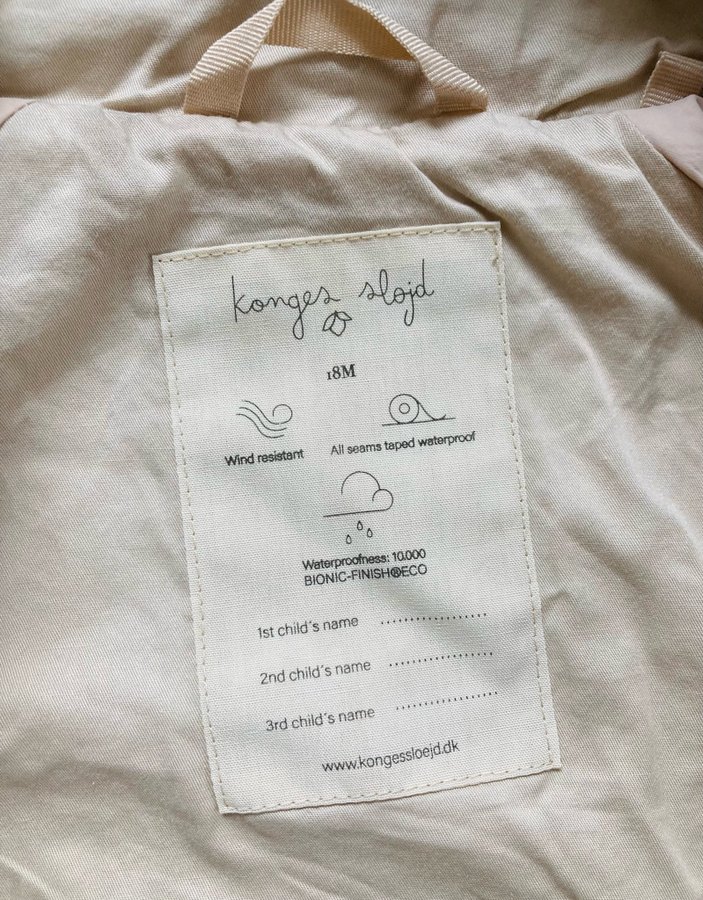 konges sløjd
18M
Wind resistant
All seams taped waterproof
Waterproofness: 10.000
BIONIC-FINISH®ECO
1st child´s name ..................
2nd child´s name ..................
3rd child´s name ..................
www.kongessloejd.dk